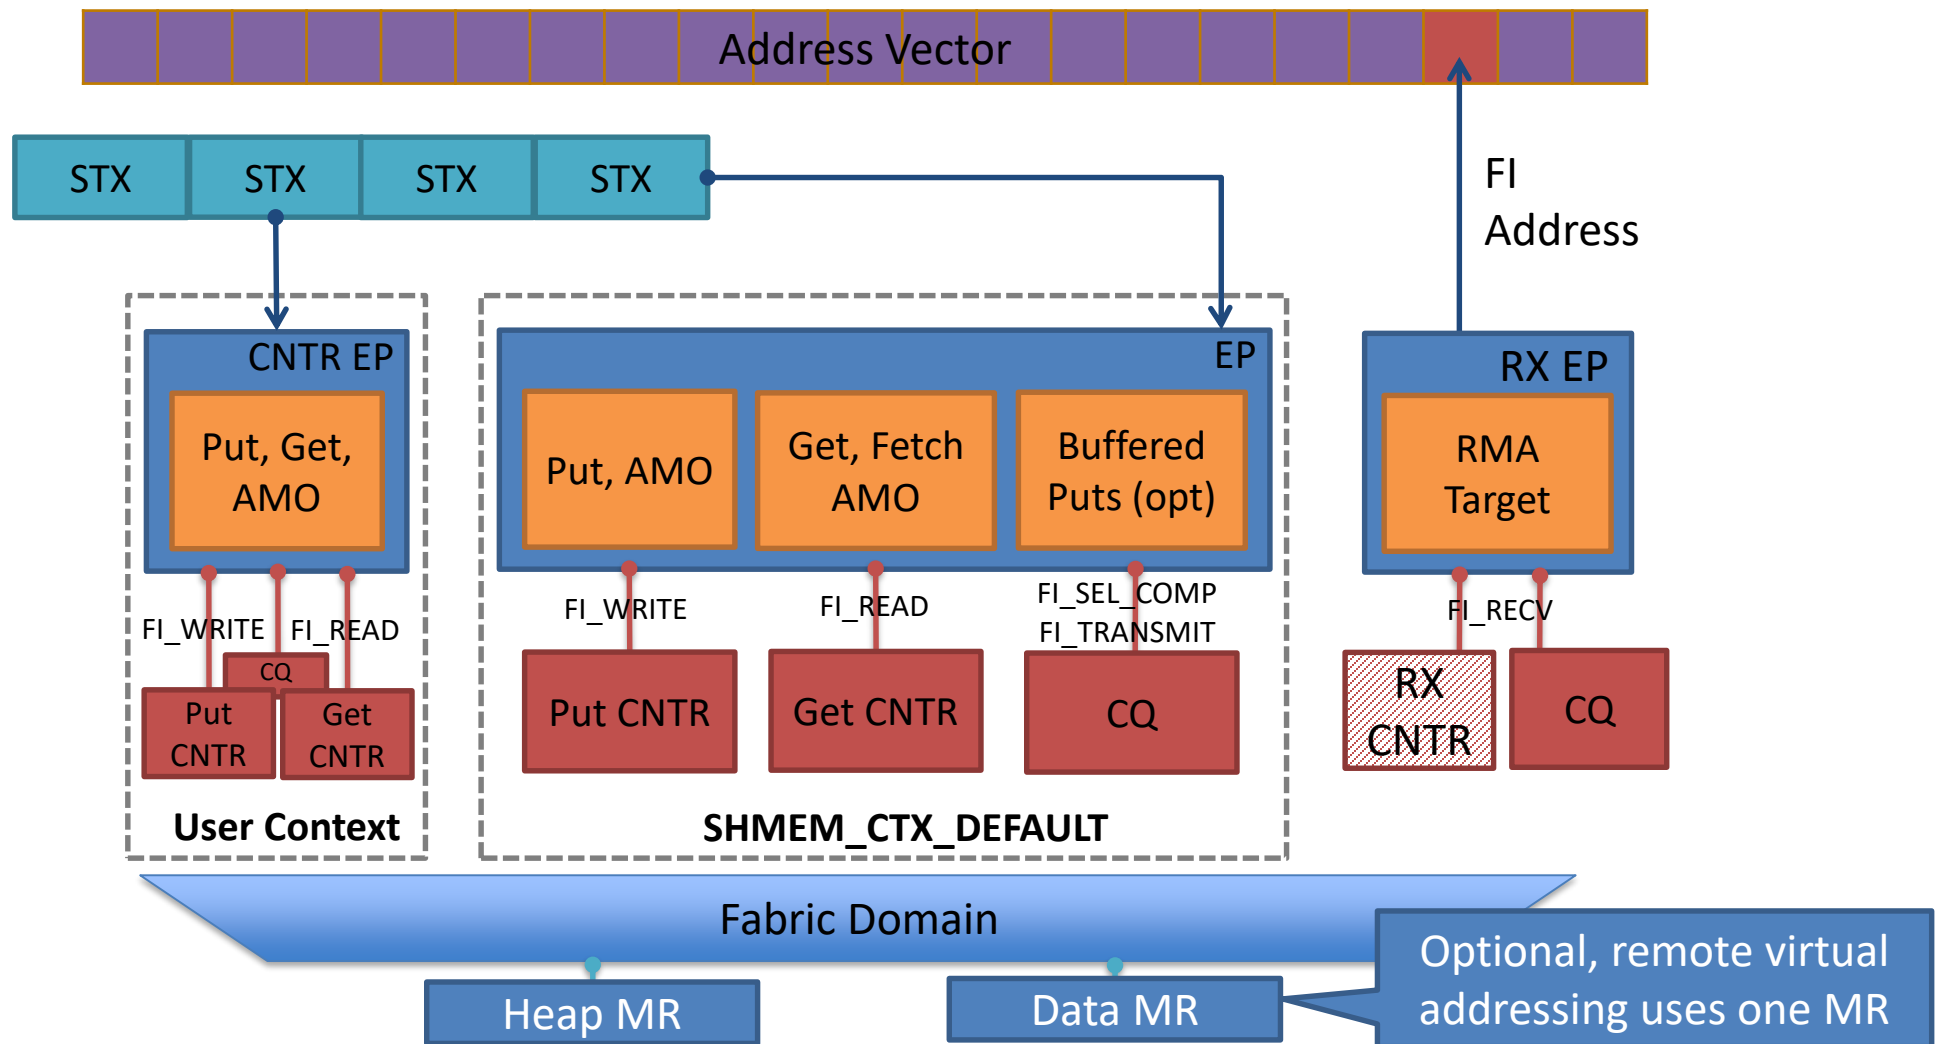 Address Vector
STX
STX
STX
STX
FI
Address
CNTR EP
Put, Get,
AMO
FI_WRITE
FI_READ
CQ
Put
CNTR
Get
CNTR
User Context
EP
Put, AMO
Get, Fetch
AMO
Buffered
Puts (opt)
FI_WRITE
FI_READ
FI_SEL_COMP
FI_TRANSMIT
Put CNTR
Get CNTR
CQ
SHMEM_CTX_DEFAULT
RX EP
RMA
Target
FI_RECV
RX
CNTR
CQ
Fabric Domain
Heap MR
Data MR
Optional, remote virtual
addressing uses one MR